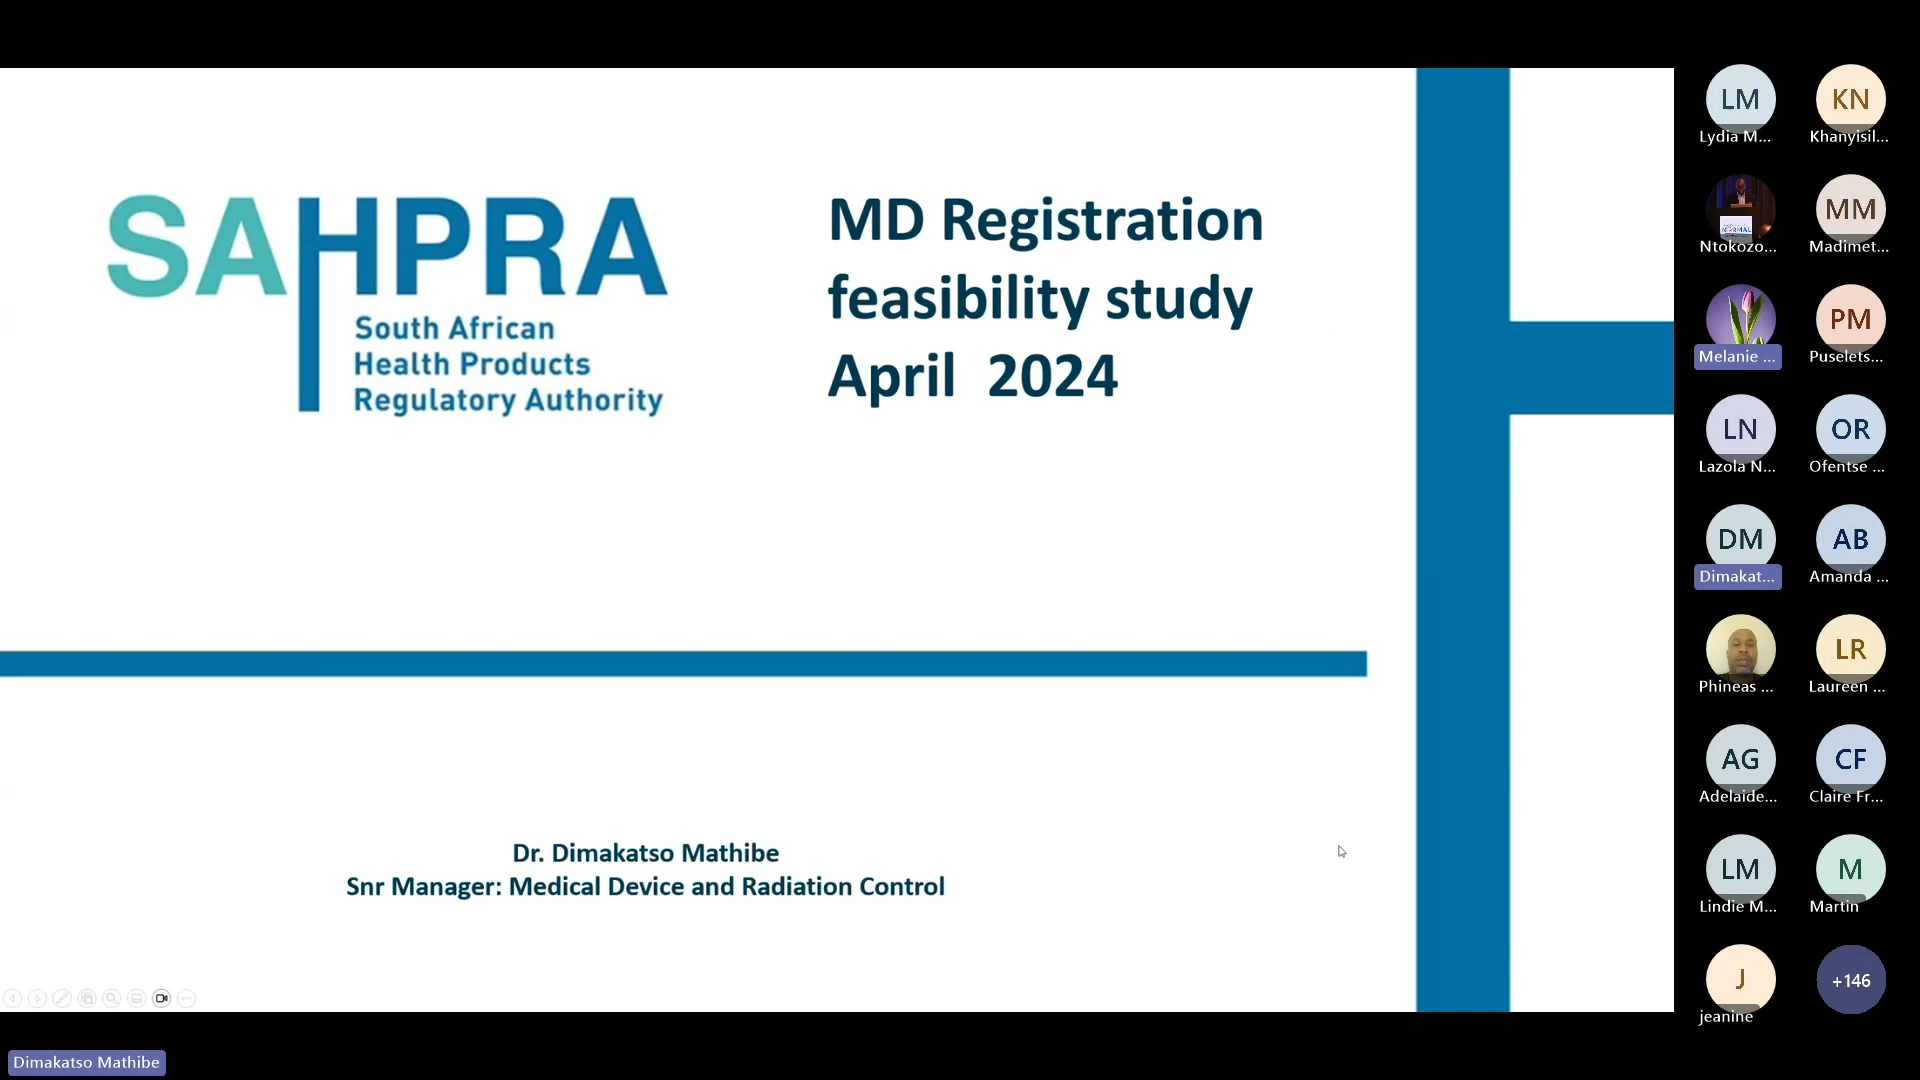 SAHPRA
South African
Health Products
Regulatory Authority
MD Registration
feasibility study
April 2024
Dr. Dimakatso Mathibe
Snr Manager: Medical Device and Radiation Control
LM
Lydia M...
KN
Khanyisil...
Ntokozo...
MM
Madimet...
Melanie ...
PM
Puselets...
LN
Lazola N...
OR
Ofentse ...
DM
Dimakat...
AB
Amanda ...
Phineas ...
LR
Laureen ...
AG
Adelaide...
CF
Claire Fr...
LM
Lindie M...
M
Martin
J
jeanine
+146
Dimakatso Mathibe